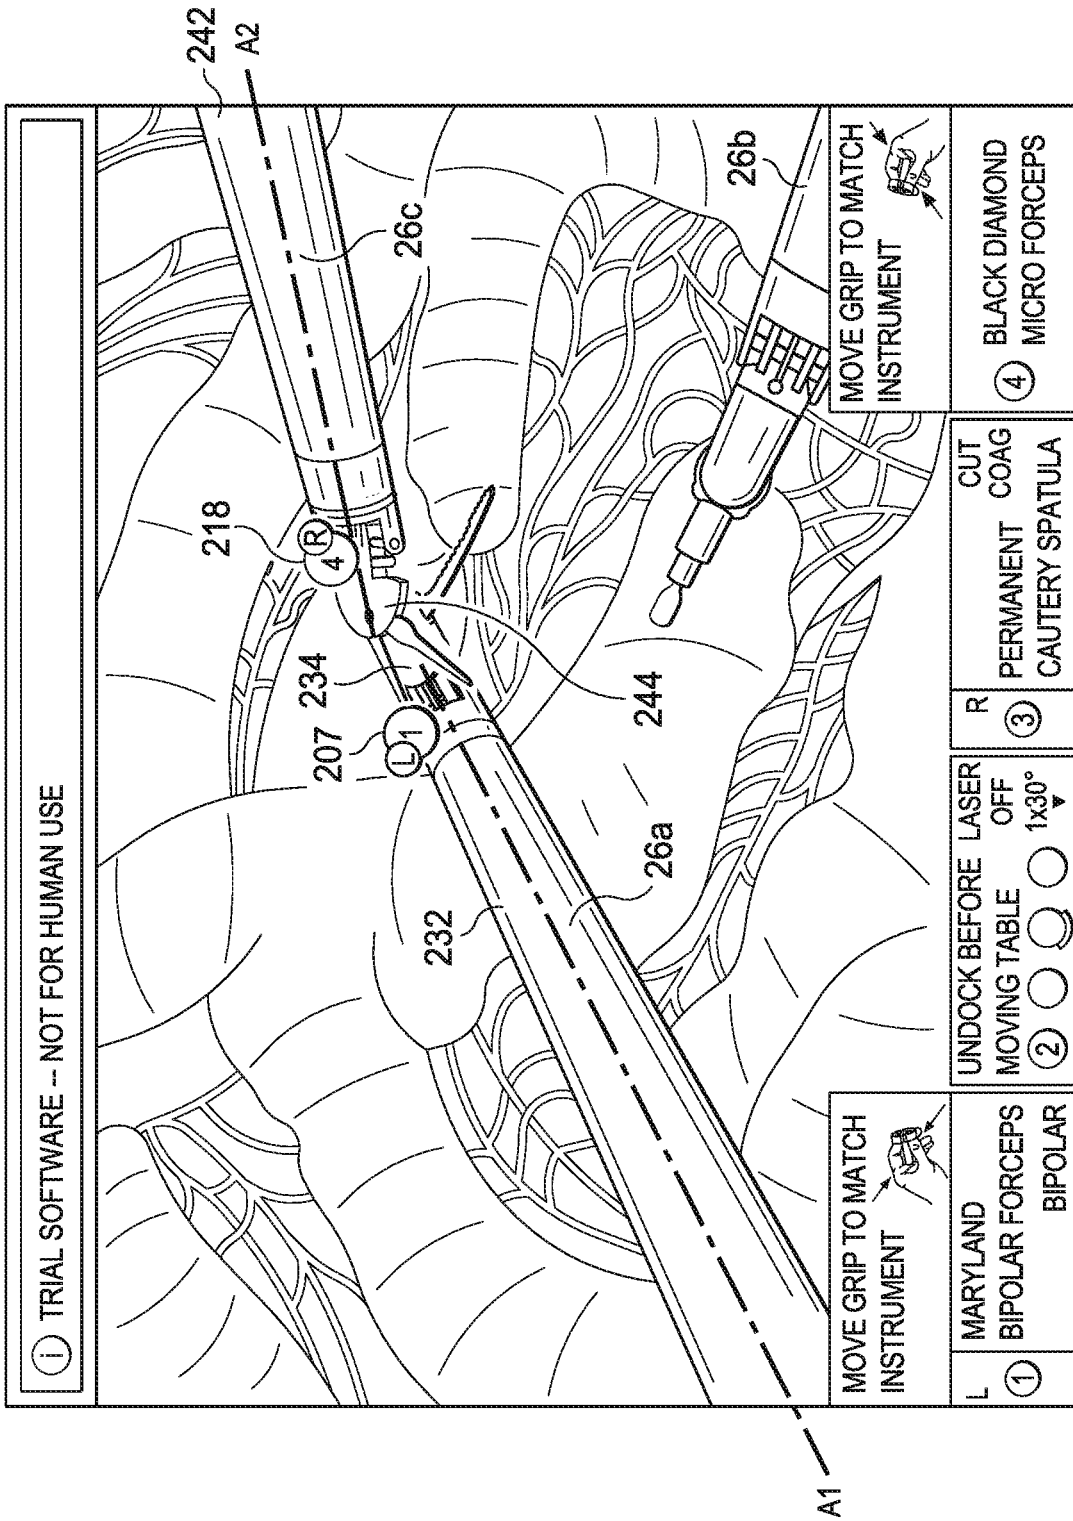 i TRIAL SOFTWARE -- NOT FOR HUMAN USE
242
A2
218
R
4
26c
207
L
1
234
232
26a
244
26b
A1
MOVE GRIP TO MATCH
INSTRUMENT
MOVE GRIP TO MATCH
INSTRUMENT
L
1
MARYLAND
BIPOLAR FORCEPS
BIPOLAR
UNDOCK BEFORE
MOVING TABLE
2
LASER
OFF
1x30°
R
3
PERMANENT
CAUTERY SPATULA
CUT
COAG
4
BLACK DIAMOND
MICRO FORCEPS